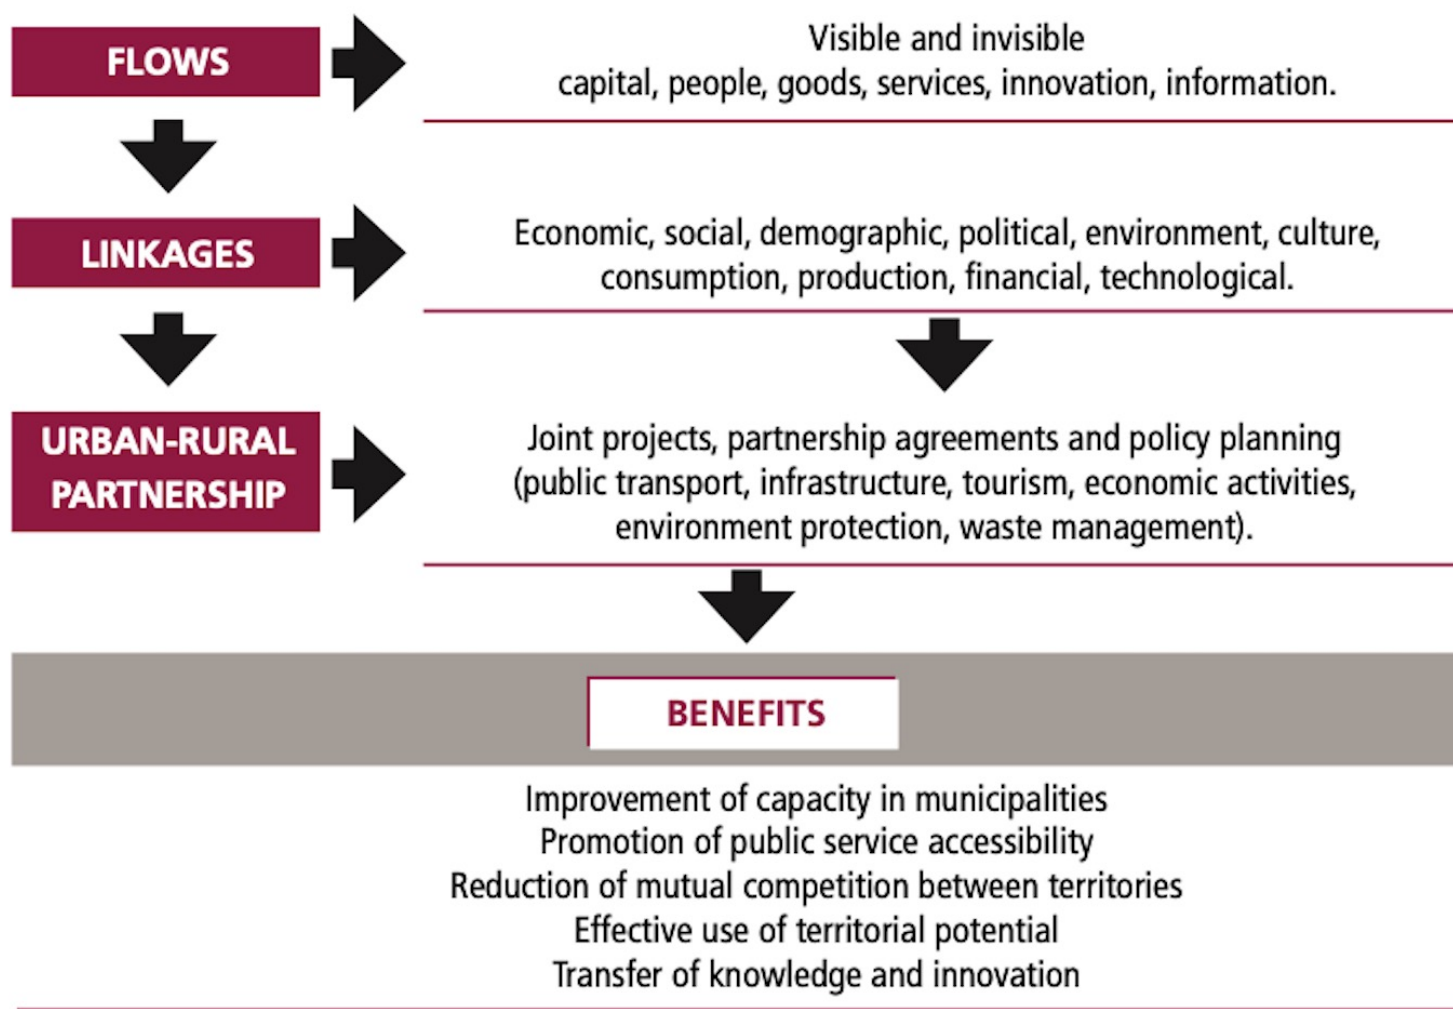 FLOWS
Visible and invisible
capital, people, goods, services, innovation, information.
LINKAGES
Economic, social, demographic, political, environment, culture,
consumption, production, financial, technological.
URBAN-RURAL
PARTNERSHIP
Joint projects, partnership agreements and policy planning
(public transport, infrastructure, tourism, economic activities,
environment protection, waste management).
BENEFITS
Improvement of capacity in municipalities
Promotion of public service accessibility
Reduction of mutual competition between territories
Effective use of territorial potential
Transfer of knowledge and innovation